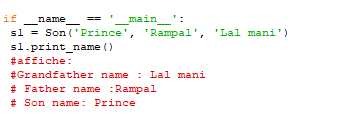 if __name__ == '__main__':
 s1 = Son('Prince', 'Rampal', 'Lal mani')
 s1.print_name()
 #affiche:
 #Grandfather name : Lal mani
 # Father name :Rampal
 # Son name: Prince